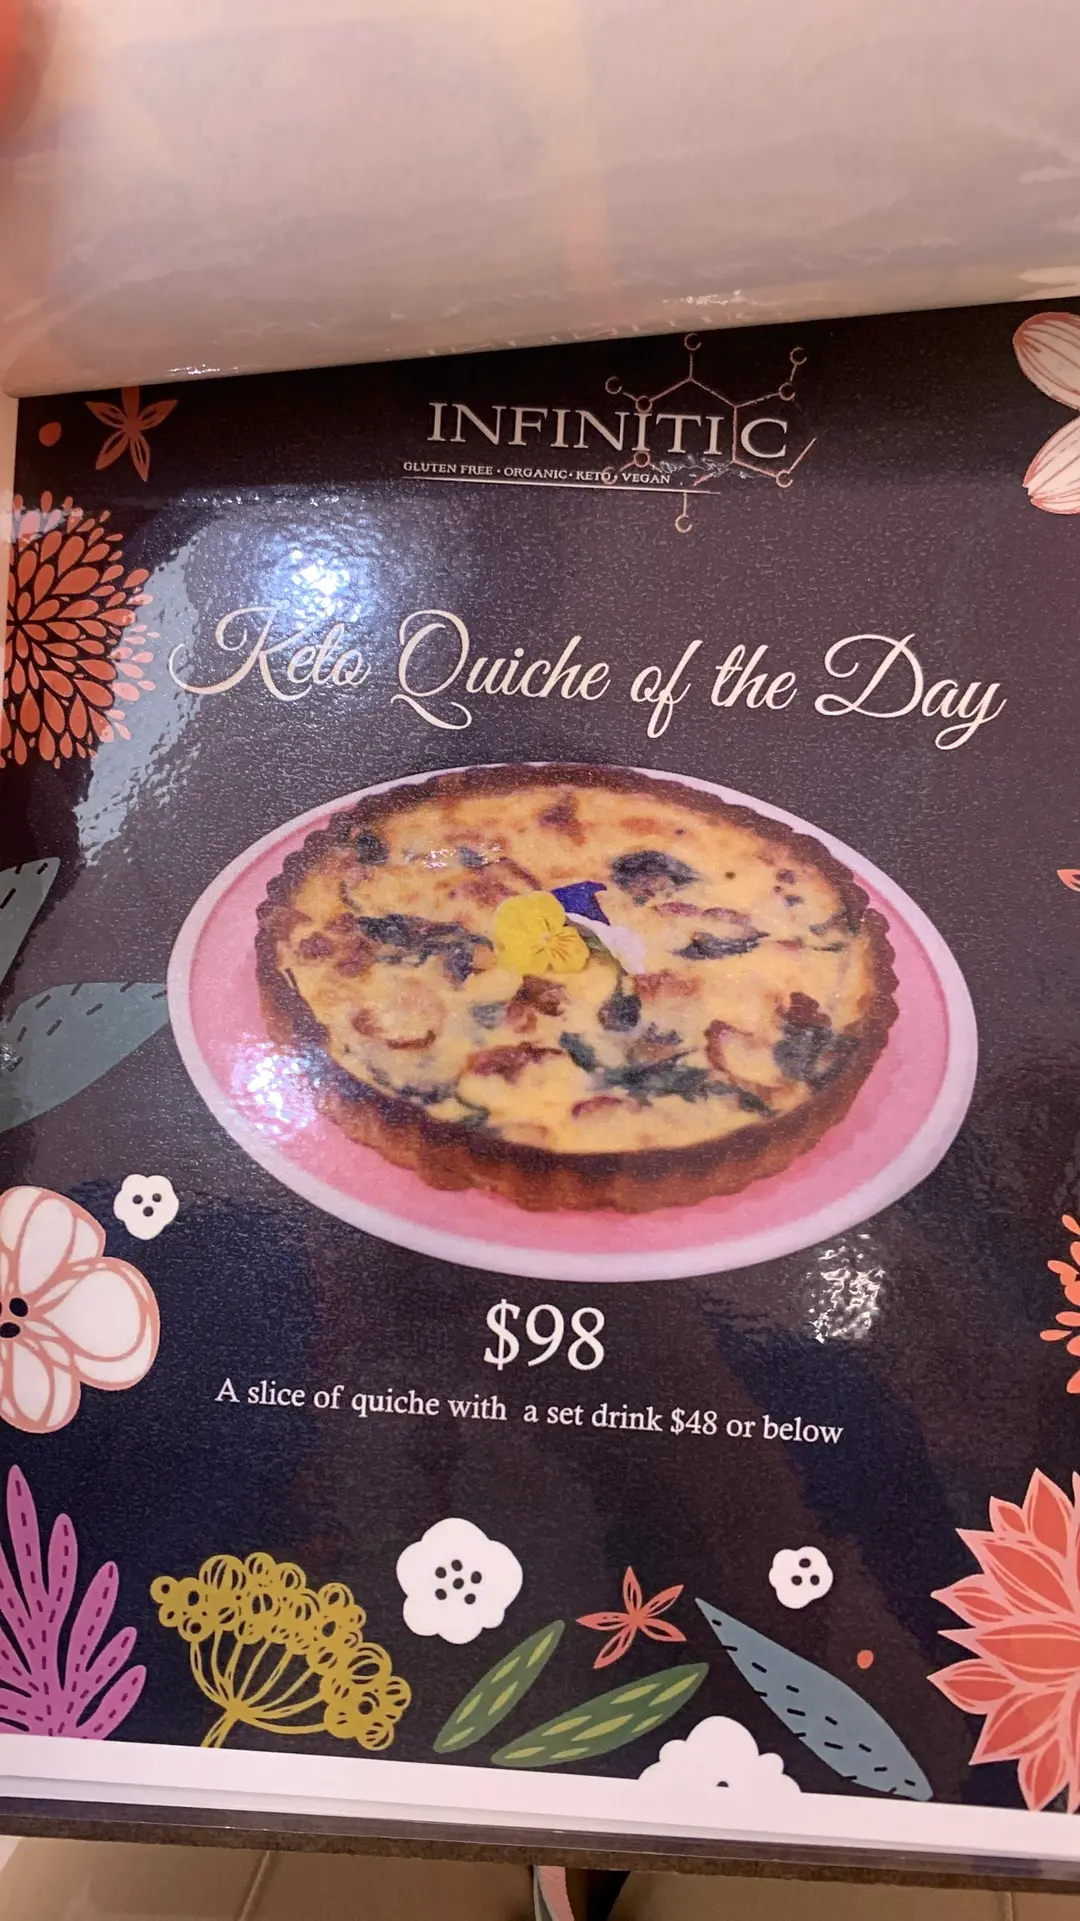 INFINITIC
GLUTEN FREE • ORGANIC • KETO • VEGAN
Keto Quiche of the Day
$98
A slice of quiche with a set drink $48 or below